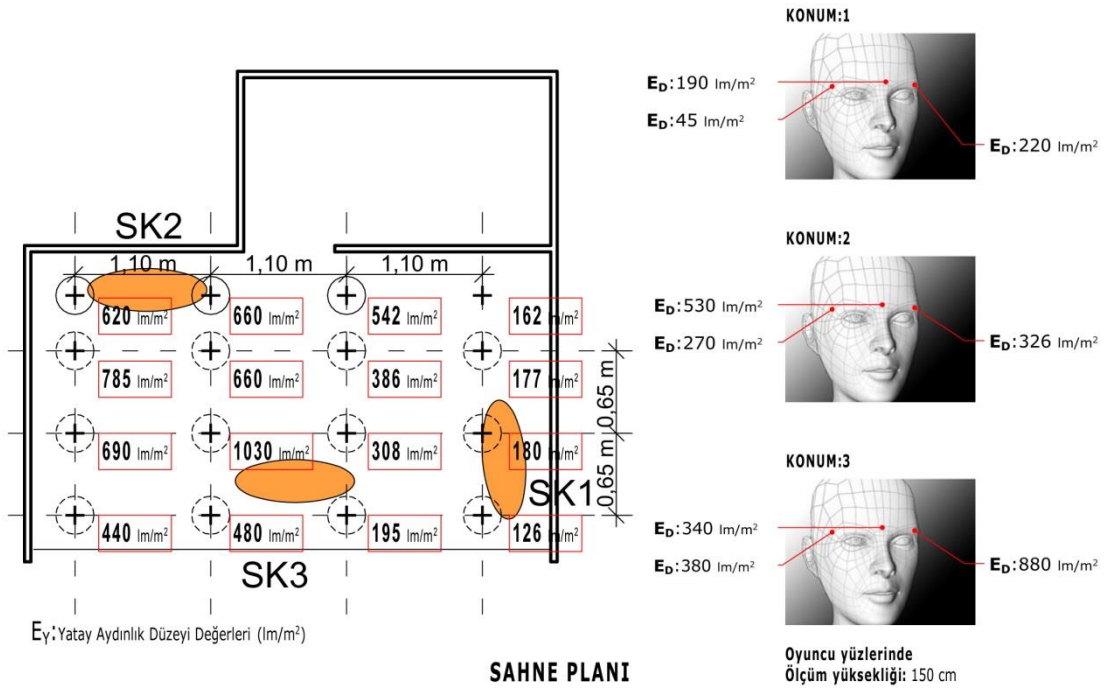 SK2
1,10 m 1,10 m 1,10 m
620 lm/m² 660 lm/m² 542 lm/m² 162 lm/m²
785 lm/m² 660 lm/m² 386 lm/m² 177 lm/m²
0,65 m
690 lm/m² 1030 lm/m² 308 lm/m² 180 lm/m²
0,65 m
SK1
440 lm/m² 480 lm/m² 195 lm/m² 126 lm/m²
SK3
EY:Yatay Aydınlık Düzeyi Değerleri (lm/m²)
SAHNE PLANI
KONUM:1
ED:190 lm/m²
ED:45 lm/m²
ED:220 lm/m²
KONUM:2
ED:530 lm/m²
ED:270 lm/m²
ED:326 lm/m²
KONUM:3
ED:340 lm/m²
ED:380 lm/m²
ED:880 lm/m²
Oyuncu yüzlerinde
Ölçüm yüksekliği: 150 cm